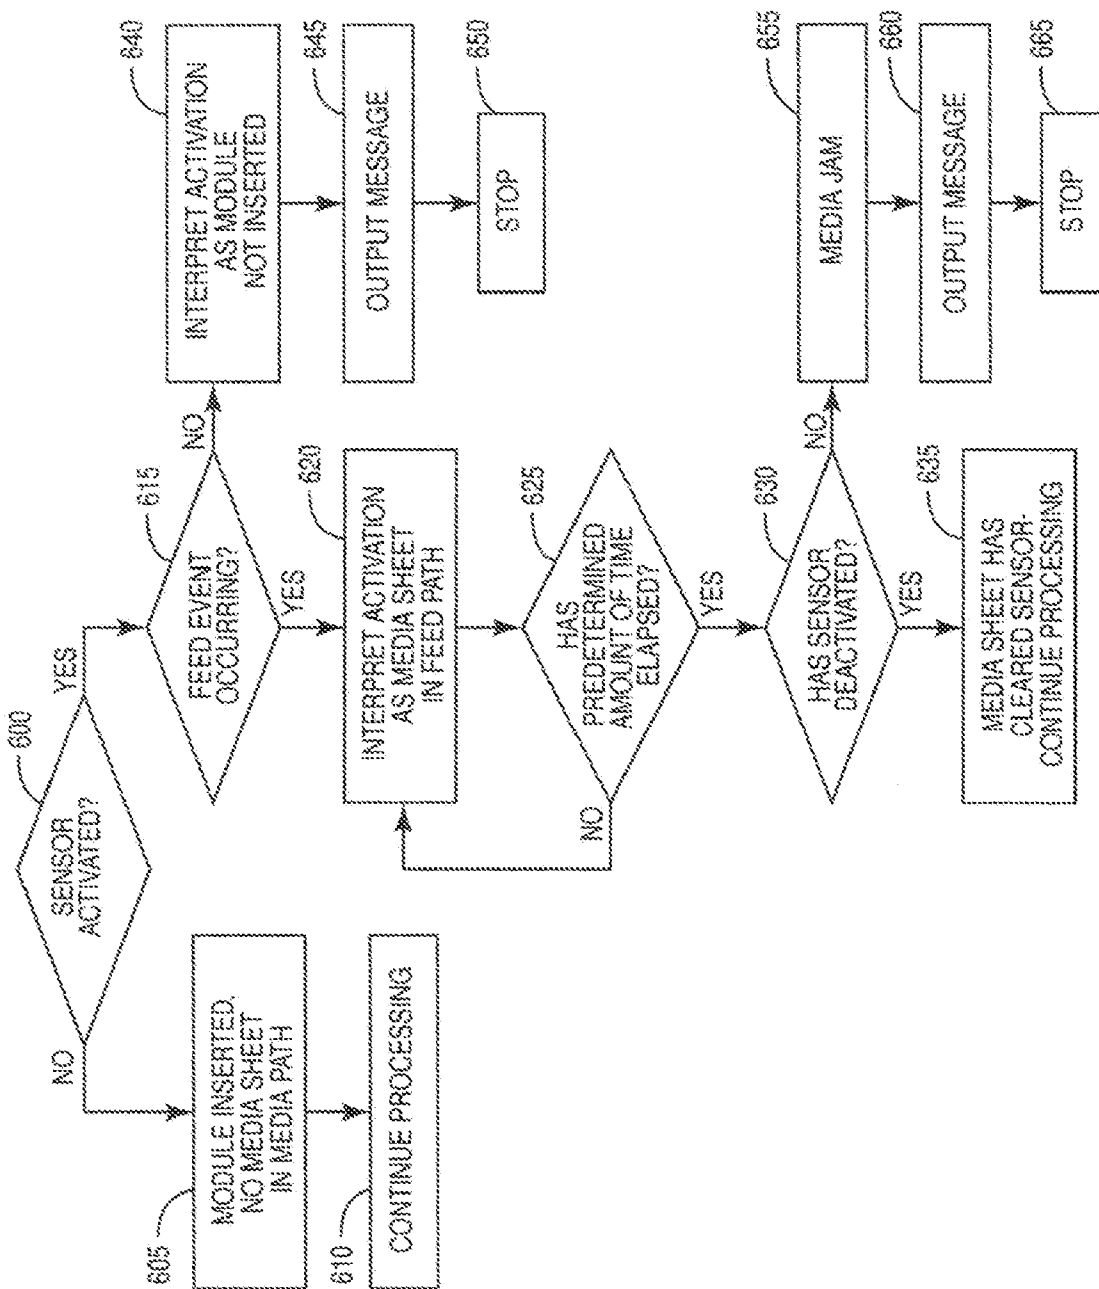 600
SENSOR
ACTIVATED?
NO
YES
605
MODULE INSERTED,
NO MEDIA SHEET
IN MEDIA PATH
610
CONTINUE PROCESSING
615
FEED EVENT
OCCURRING?
NO
YES
620
INTERPRET ACTIVATION
AS MEDIA SHEET
IN FEED PATH
625
HAS
PREDETERMINED
AMOUNT OF TIME
ELAPSED?
NO
YES
630
HAS SENSOR
DEACTIVATED?
NO
YES
635
MEDIA SHEET HAS
CLEARED SENSOR-
CONTINUE PROCESSING
640
INTERPRET ACTIVATION
AS MODULE
NOT INSERTED
645
OUTPUT MESSAGE
650
STOP
655
MEDIA JAM
660
OUTPUT MESSAGE
665
STOP